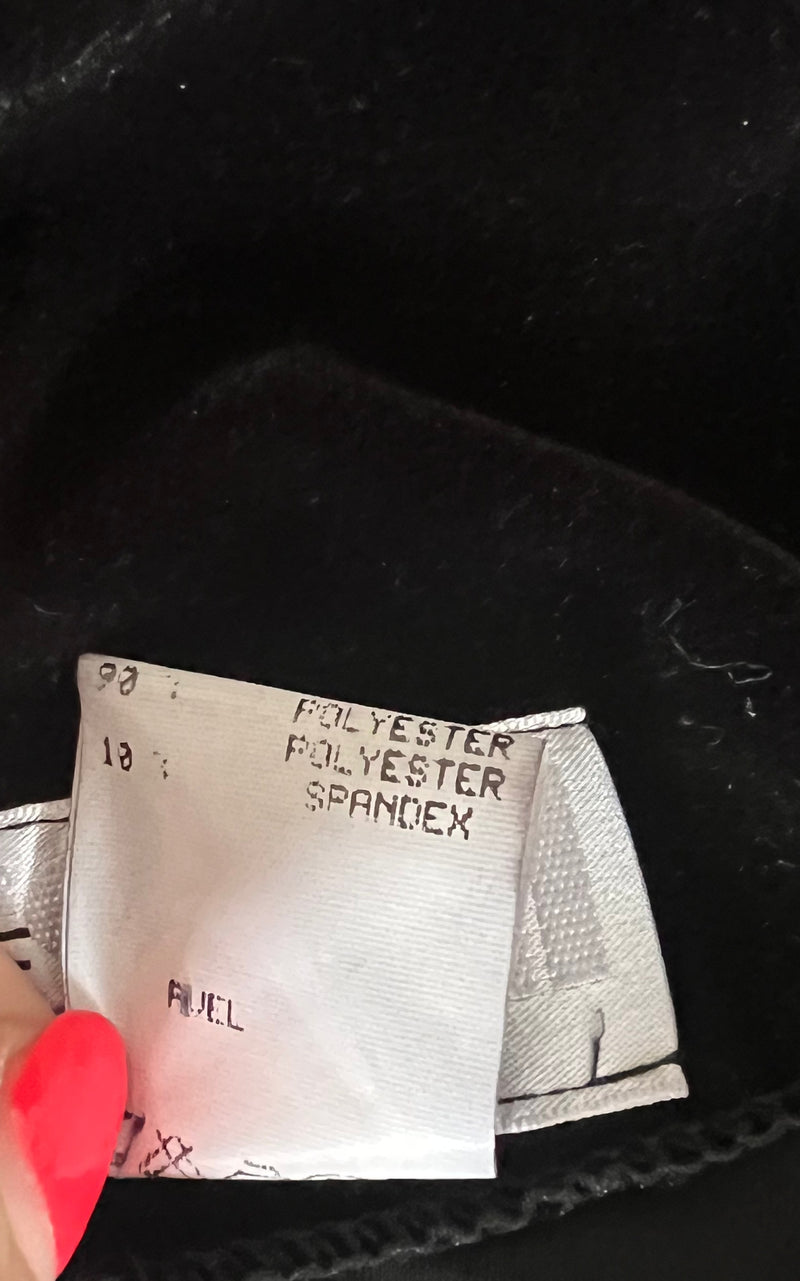 90 %
POLYESTER
10 %
POLYESTER
SPANDEX